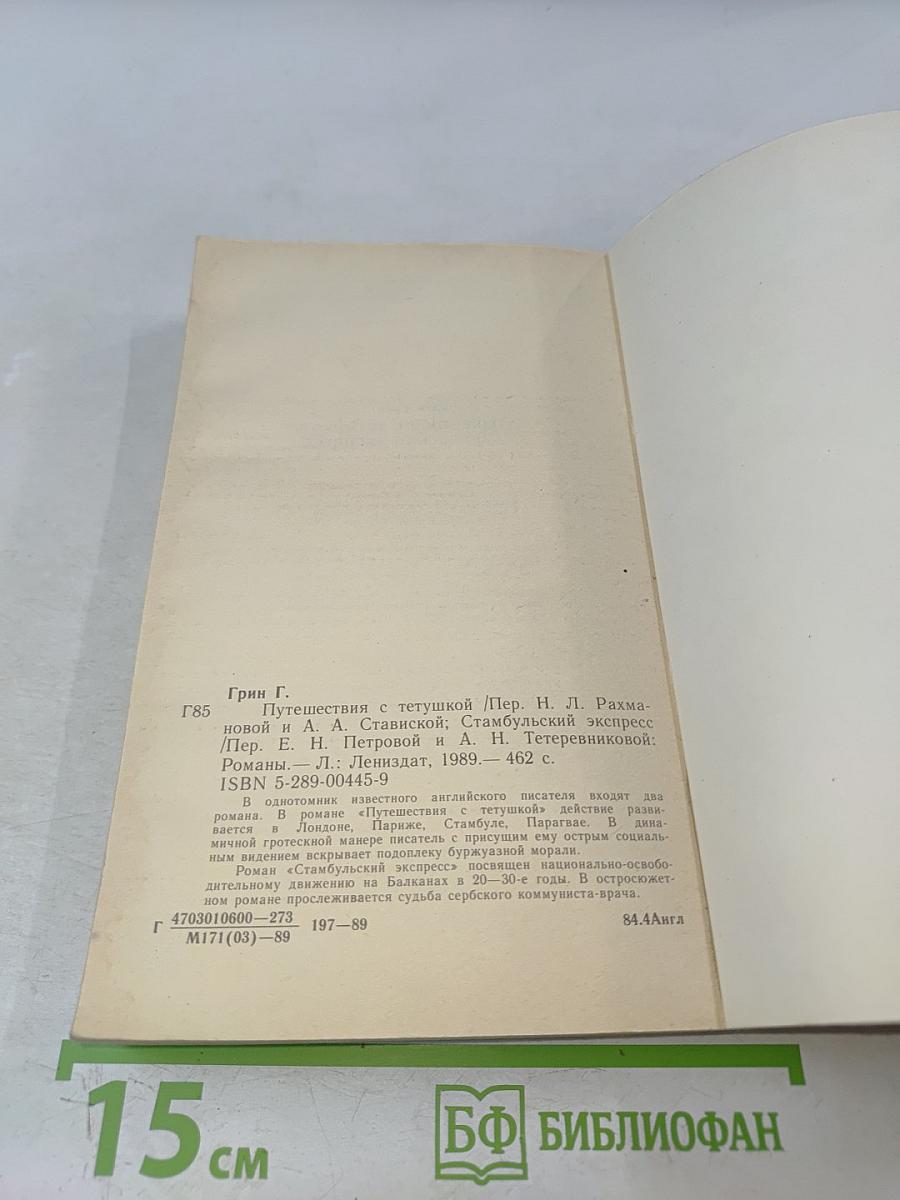 Грин Г.
Г85 Путешествия с тетушкой /Пер. Н. Л. Рахма-
новой и А. А. Ставиской; Стамбульский экспресс
/Пер. Е. Н. Петровой и А. Н. Тетеревниковой:
Романы.— Л.: Лениздат, 1989.— 462 с.
ISBN 5-289-00445-9
В однотомник известного английского писателя входят два
романа. В романе «Путешествия с тетушкой» действие разви-
вается в Лондоне, Париже, Стамбуле, Парагвае. В дина-
мичной гротескной манере писатель с присущим ему острым социаль-
ным видением вскрывает подоплеку буржуазной морали.
Роман «Стамбульский экспресс» посвящен национально-освобо-
дительному движению на Балканах в 20—30-е годы. В остросюжет-
ном романе прослеживается судьба сербского коммуниста-врача.
Г 4703010600—273
М171(03)—89 197—89 84.4Англ
15 см БФ БИБЛИОФАН